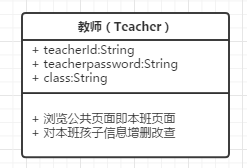 教师（Teacher）
+ teacherId:String
+ teacherpassword:String
+ class:String
+ 浏览公共页面即本班页面
+ 对本班孩子信息增删改查